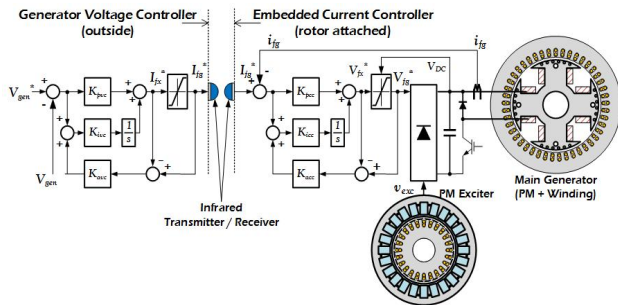 Generator Voltage Controller
(outside)
Embedded Current Controller
(rotor attached)
V_gen* + - + + K_pvc + + I_fx* I_fg*
K_ivc 1/s
K_avc - +
V_gen
I_fg* + - i_fg + + K_pcc + + V_fx* V_fg*
K_icc 1/s
K_acc - +
V_DC
i_fg
v_exc
PM Exciter
Main Generator
(PM + Winding)
Infrared
Transmitter / Receiver